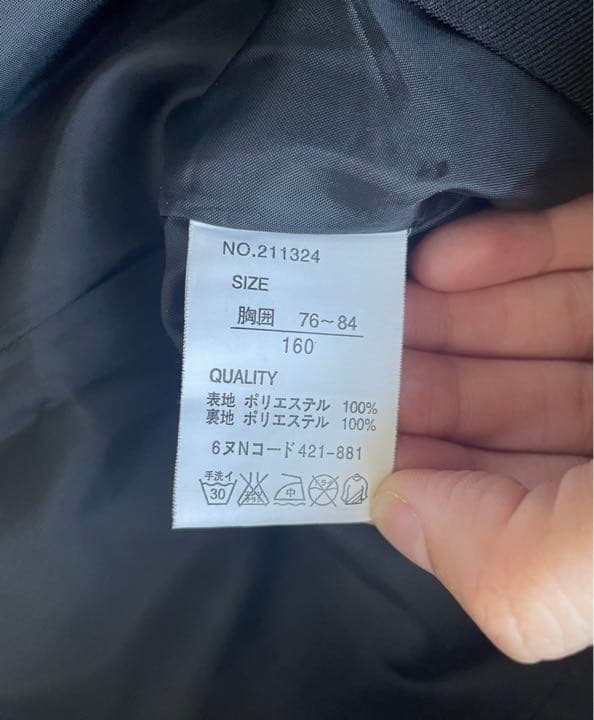 NO.211324
SIZE
胸囲 76~84
160
QUALITY
表地 ポリエステル 100%
裏地 ポリエステル 100%
6ヌNコード421-881
手洗イ
30 中